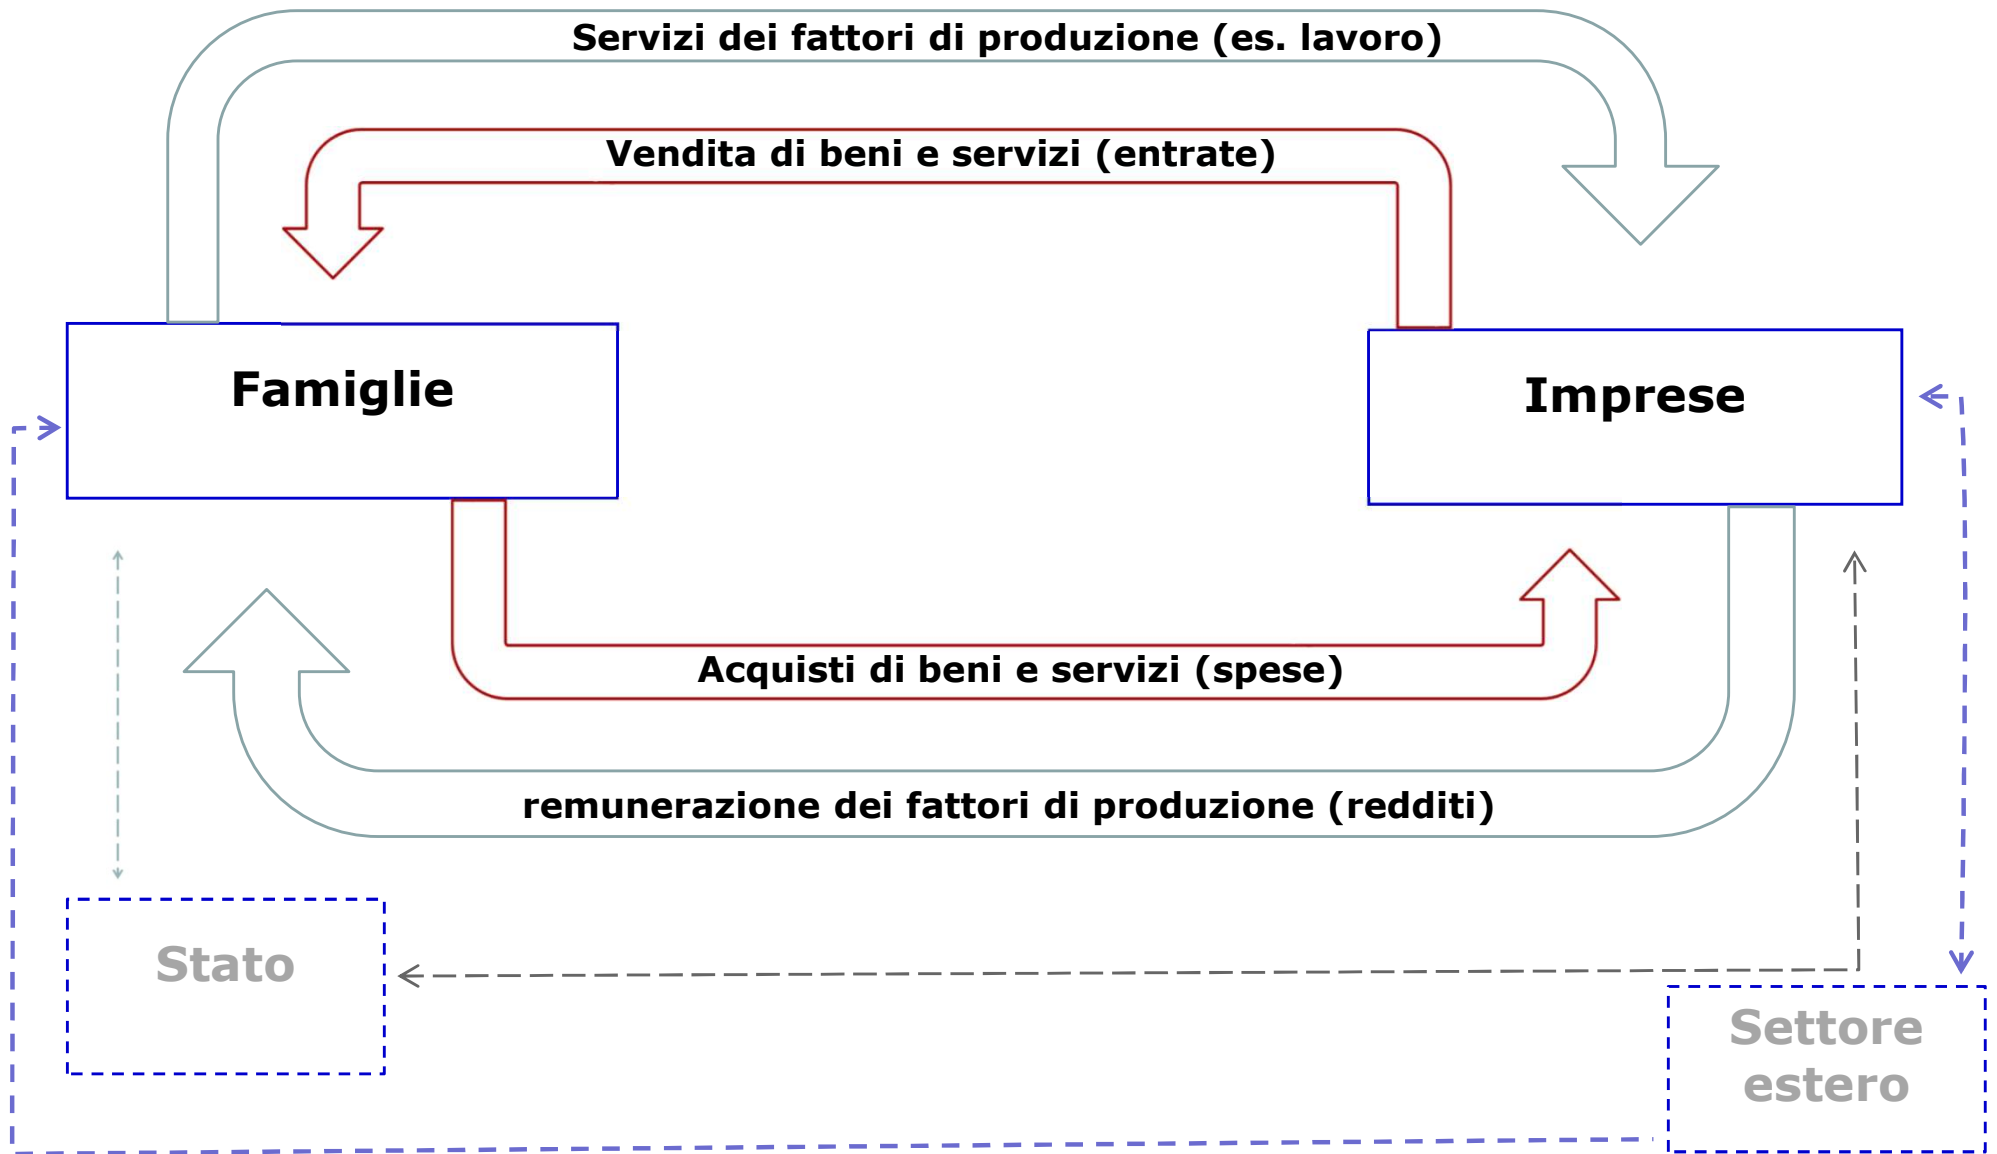 Servizi dei fattori di produzione (es. lavoro)
Vendita di beni e servizi (entrate)
Famiglie
Imprese
Acquisti di beni e servizi (spese)
remunerazione dei fattori di produzione (redditi)
Stato
Settore
estero